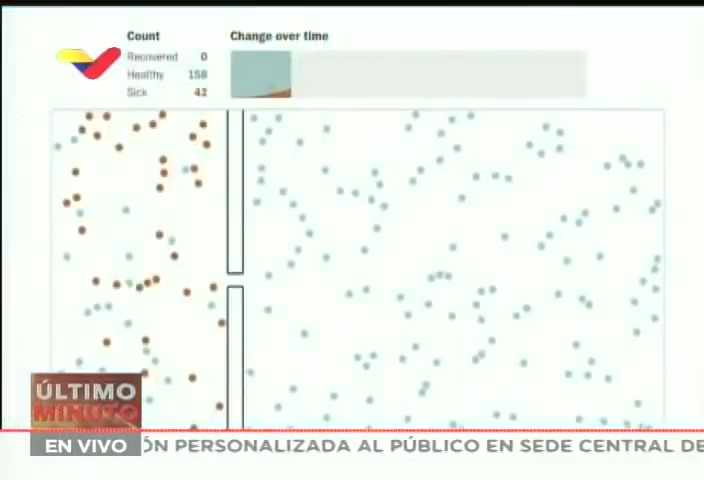 Count
Change over time
Recovered 0
Healthy 158
Sick 42
ÚLTIMO
MINUTO
EN VIVO
ÓN PERSONALIZADA AL PÚBLICO EN SEDE CENTRAL DE